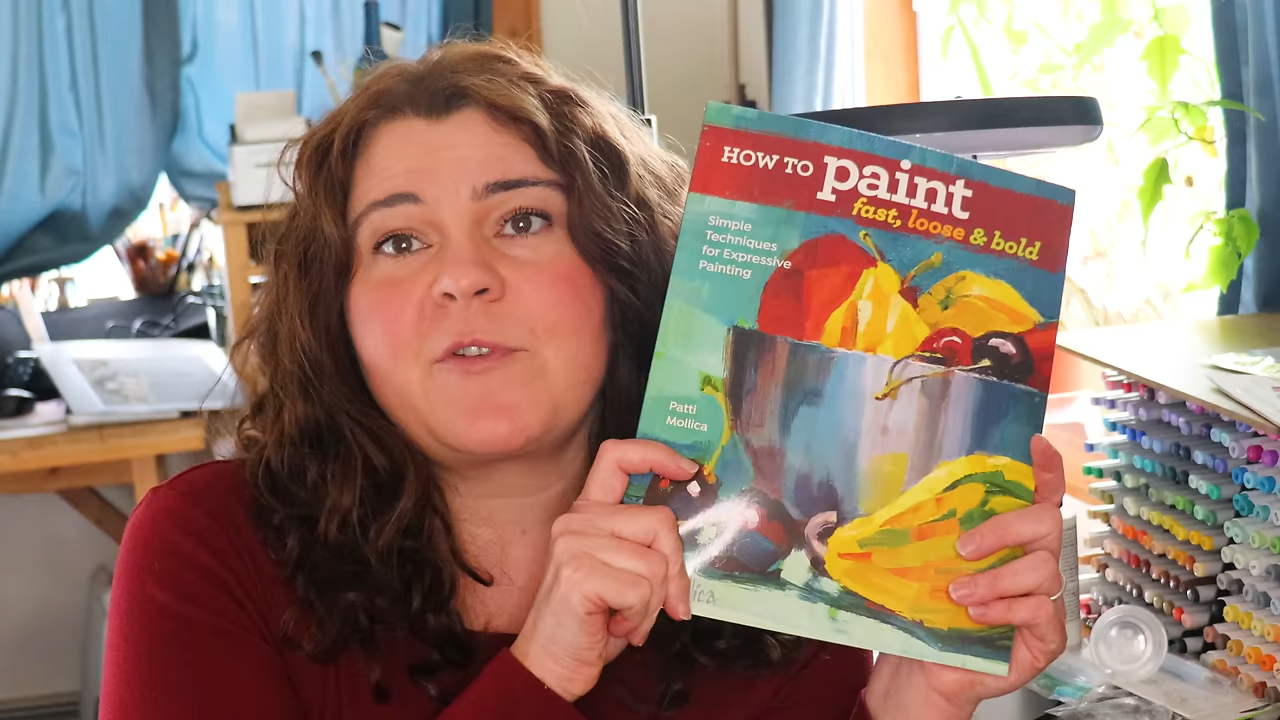 HOW TO paint
fast, loose & bold
Simple
Techniques
for Expressive
Painting
Patti
Mollica